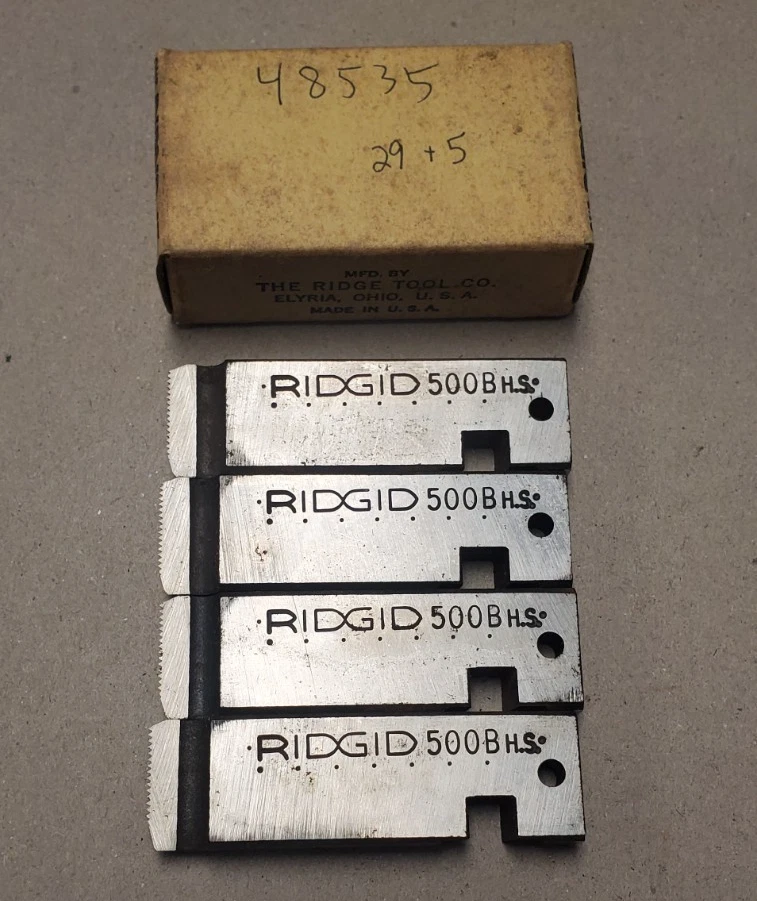 48535
29 + 5
MFD. BY
THE RIDGE TOOL CO.
ELYRIA, OHIO, U. S. A.
MADE IN U. S. A.
RIDGID 500B H.S.
RIDGID 500B H.S.
RIDGID 500B H.S.
RIDGID 500B H.S.